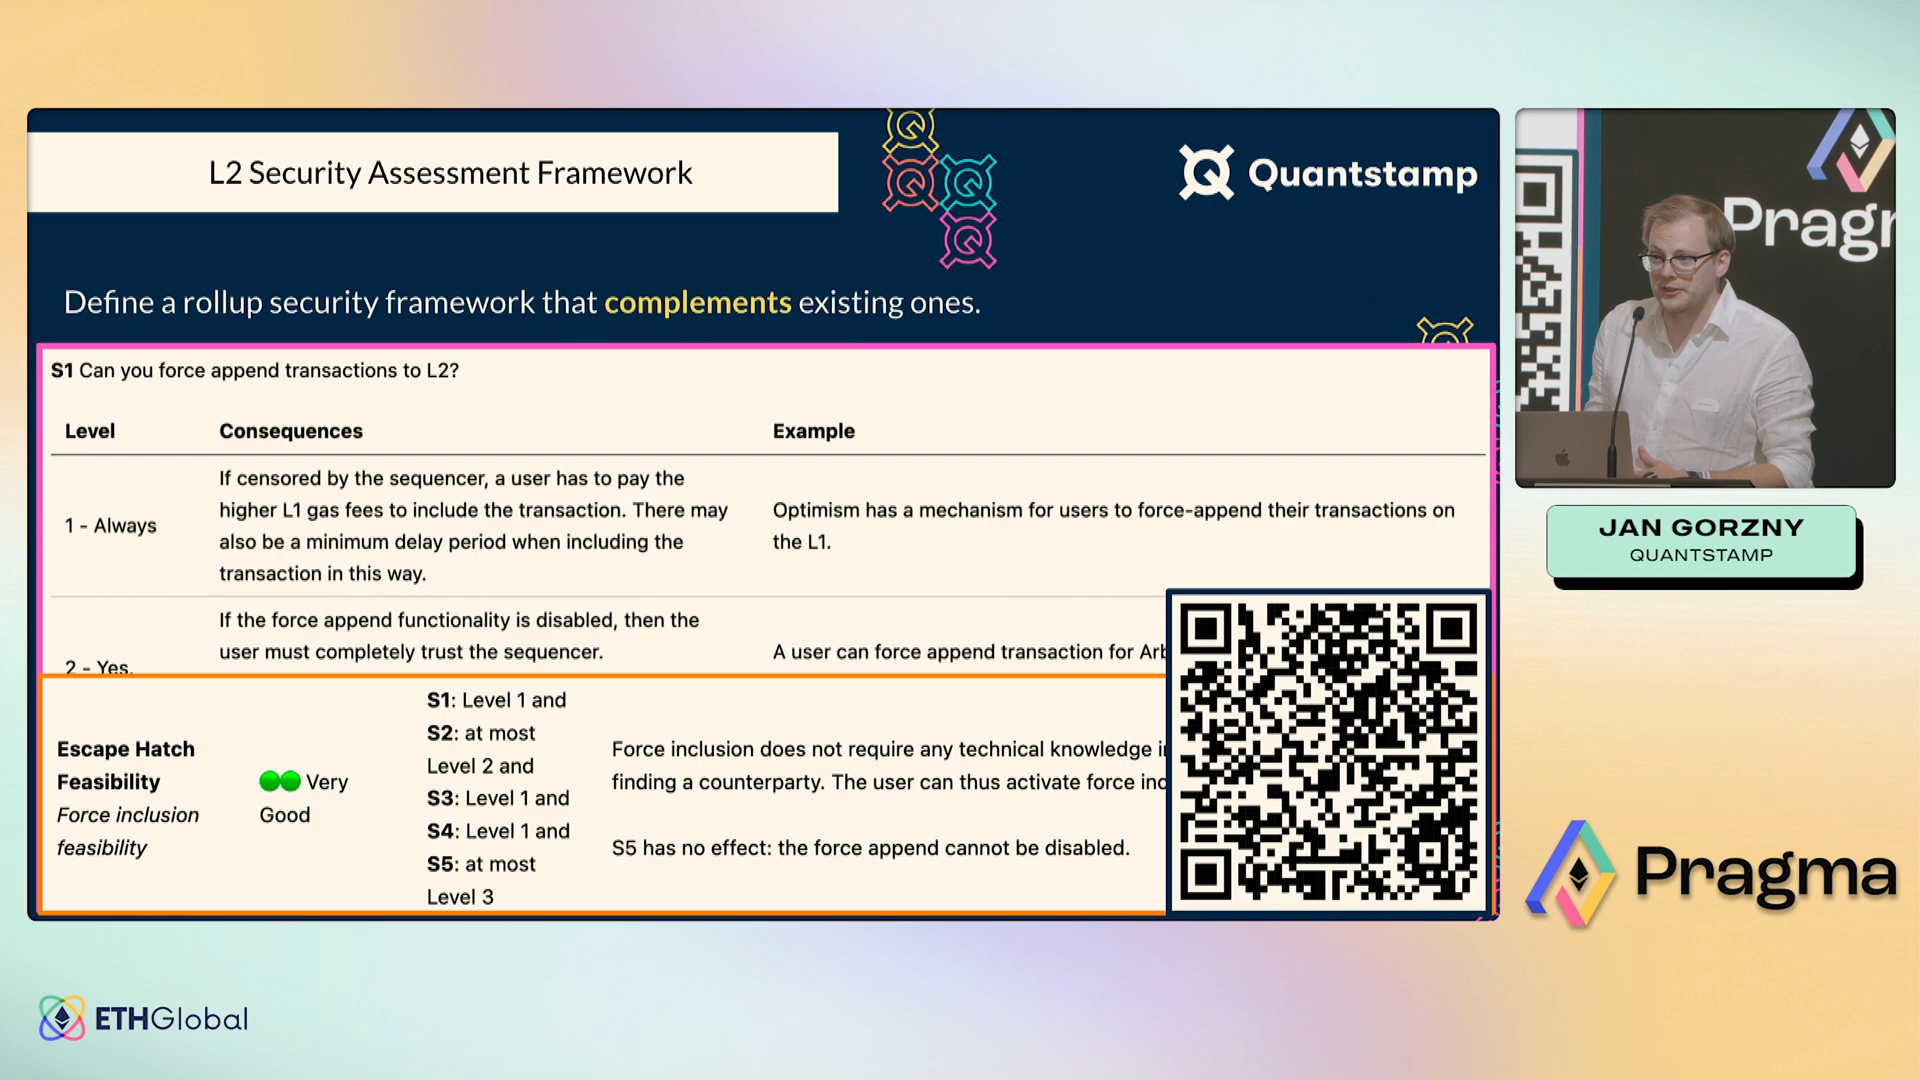 L2 Security Assessment Framework
Quantstamp
Define a rollup security framework that complements existing ones.
S1 Can you force append transactions to L2?
Level Consequences Example
1 - Always
If censored by the sequencer, a user has to pay the
higher L1 gas fees to include the transaction. There may
also be a minimum delay period when including the
transaction in this way.
Optimism has a mechanism for users to force-append their transactions on
the L1.
2 - Yes.
If the force append functionality is disabled, then the
user must completely trust the sequencer.
A user can force append transaction for Arb
Escape Hatch
Feasibility
Force inclusion
feasibility
Very
Good
S1: Level 1 and
S2: at most
Level 2 and
S3: Level 1 and
S4: Level 1 and
S5: at most
Level 3
Force inclusion does not require any technical knowledge
finding a counterparty. The user can thus activate force inc
S5 has no effect: the force append cannot be disabled.
Pragr
JAN GORZNY
QUANTSTAMP
Pragma
ETHGlobal